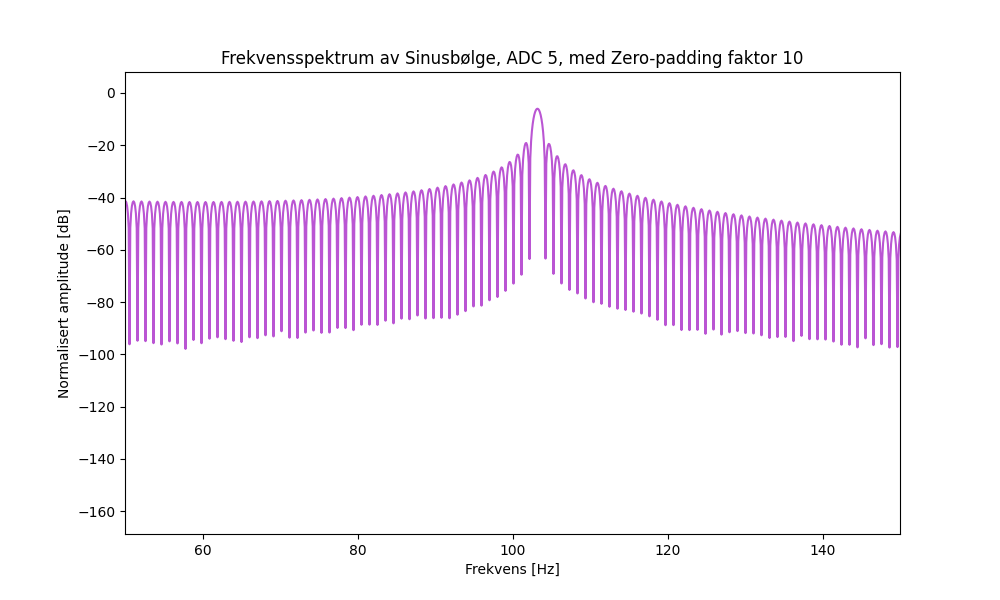 Frekvensspektrum av Sinusbølge, ADC 5, med Zero-padding faktor 10
Normalisert amplitude [dB]
0
−20
−40
−60
−80
−100
−120
−140
−160
60 80 100 120 140
Frekvens [Hz]